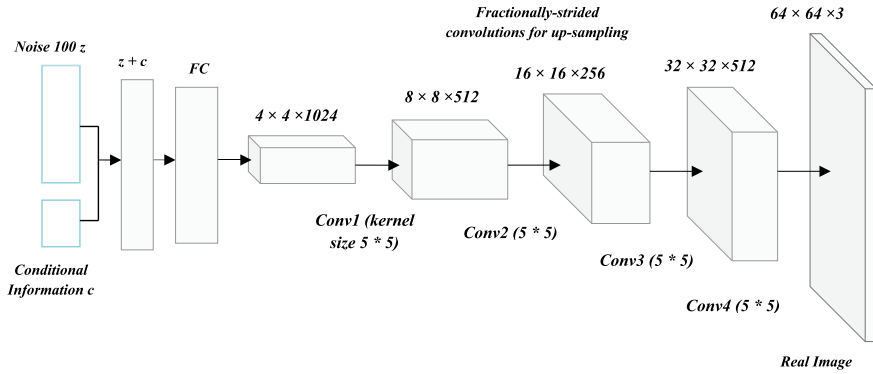 Fractionally-strided
convolutions for up-sampling
64 × 64 ×3
Noise 100 z
z + c
FC
4 × 4 ×1024
8 × 8 ×512
16 × 16 ×256
32 × 32 ×512
Conv1 (kernel
size 5 * 5)
Conv2 (5 * 5)
Conv3 (5 * 5)
Conv4 (5 * 5)
Conditional
Information c
Real Image